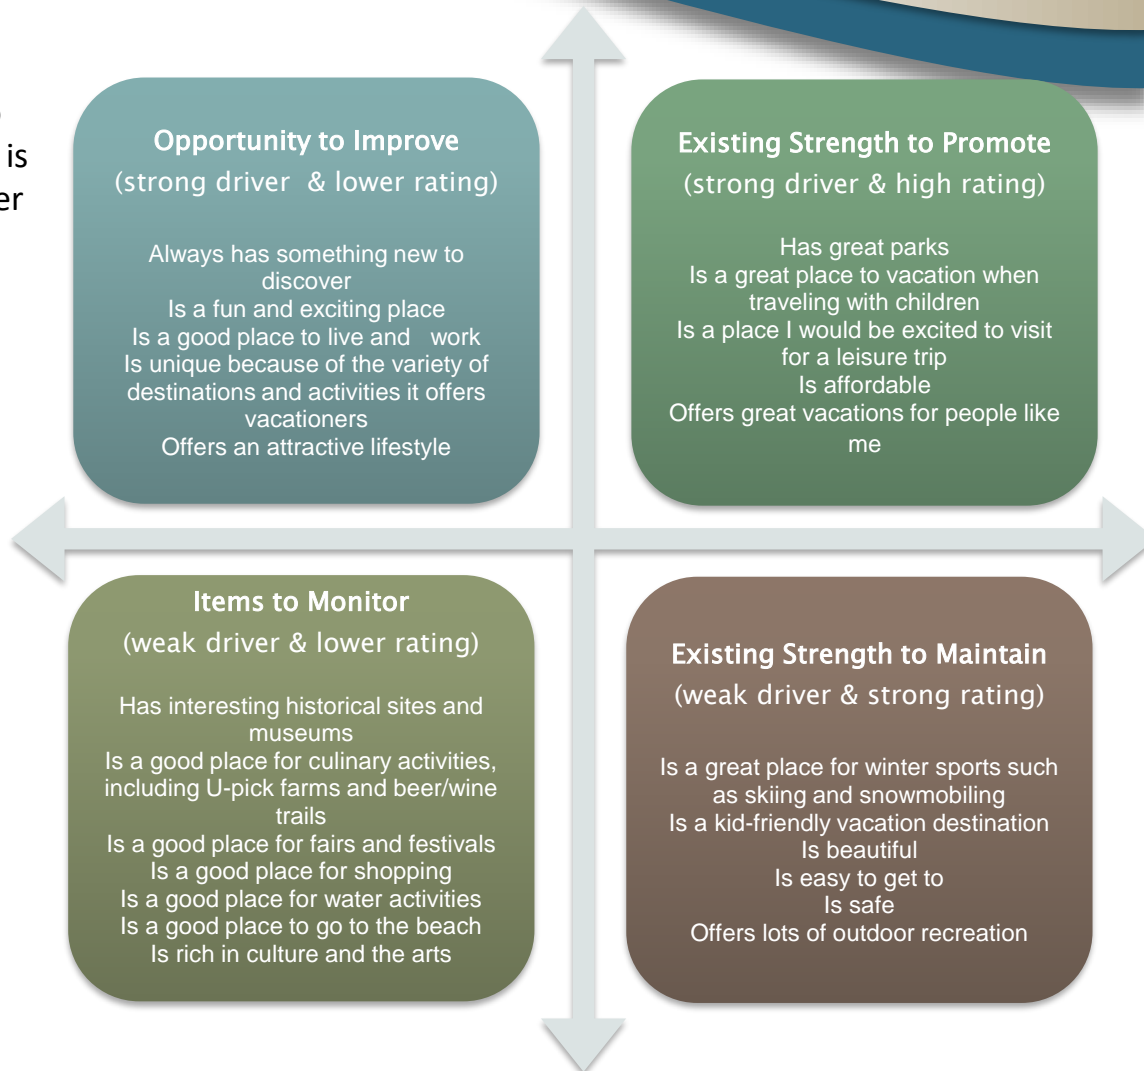 is
er
Opportunity to Improve
(strong driver & lower rating)
Always has something new to
discover
Is a fun and exciting place
Is a good place to live and work
Is unique because of the variety of
destinations and activities it offers
vacationers
Offers an attractive lifestyle
Existing Strength to Promote
(strong driver & high rating)
Has great parks
Is a great place to vacation when
traveling with children
Is a place I would be excited to visit
for a leisure trip
Is affordable
Offers great vacations for people like
me
Items to Monitor
(weak driver & lower rating)
Has interesting historical sites and
museums
Is a good place for culinary activities,
including U-pick farms and beer/wine
trails
Is a good place for fairs and festivals
Is a good place for shopping
Is a good place for water activities
Is a good place to go to the beach
Is rich in culture and the arts
Existing Strength to Maintain
(weak driver & strong rating)
Is a great place for winter sports such
as skiing and snowmobiling
Is a kid-friendly vacation destination
Is beautiful
Is easy to get to
Is safe
Offers lots of outdoor recreation